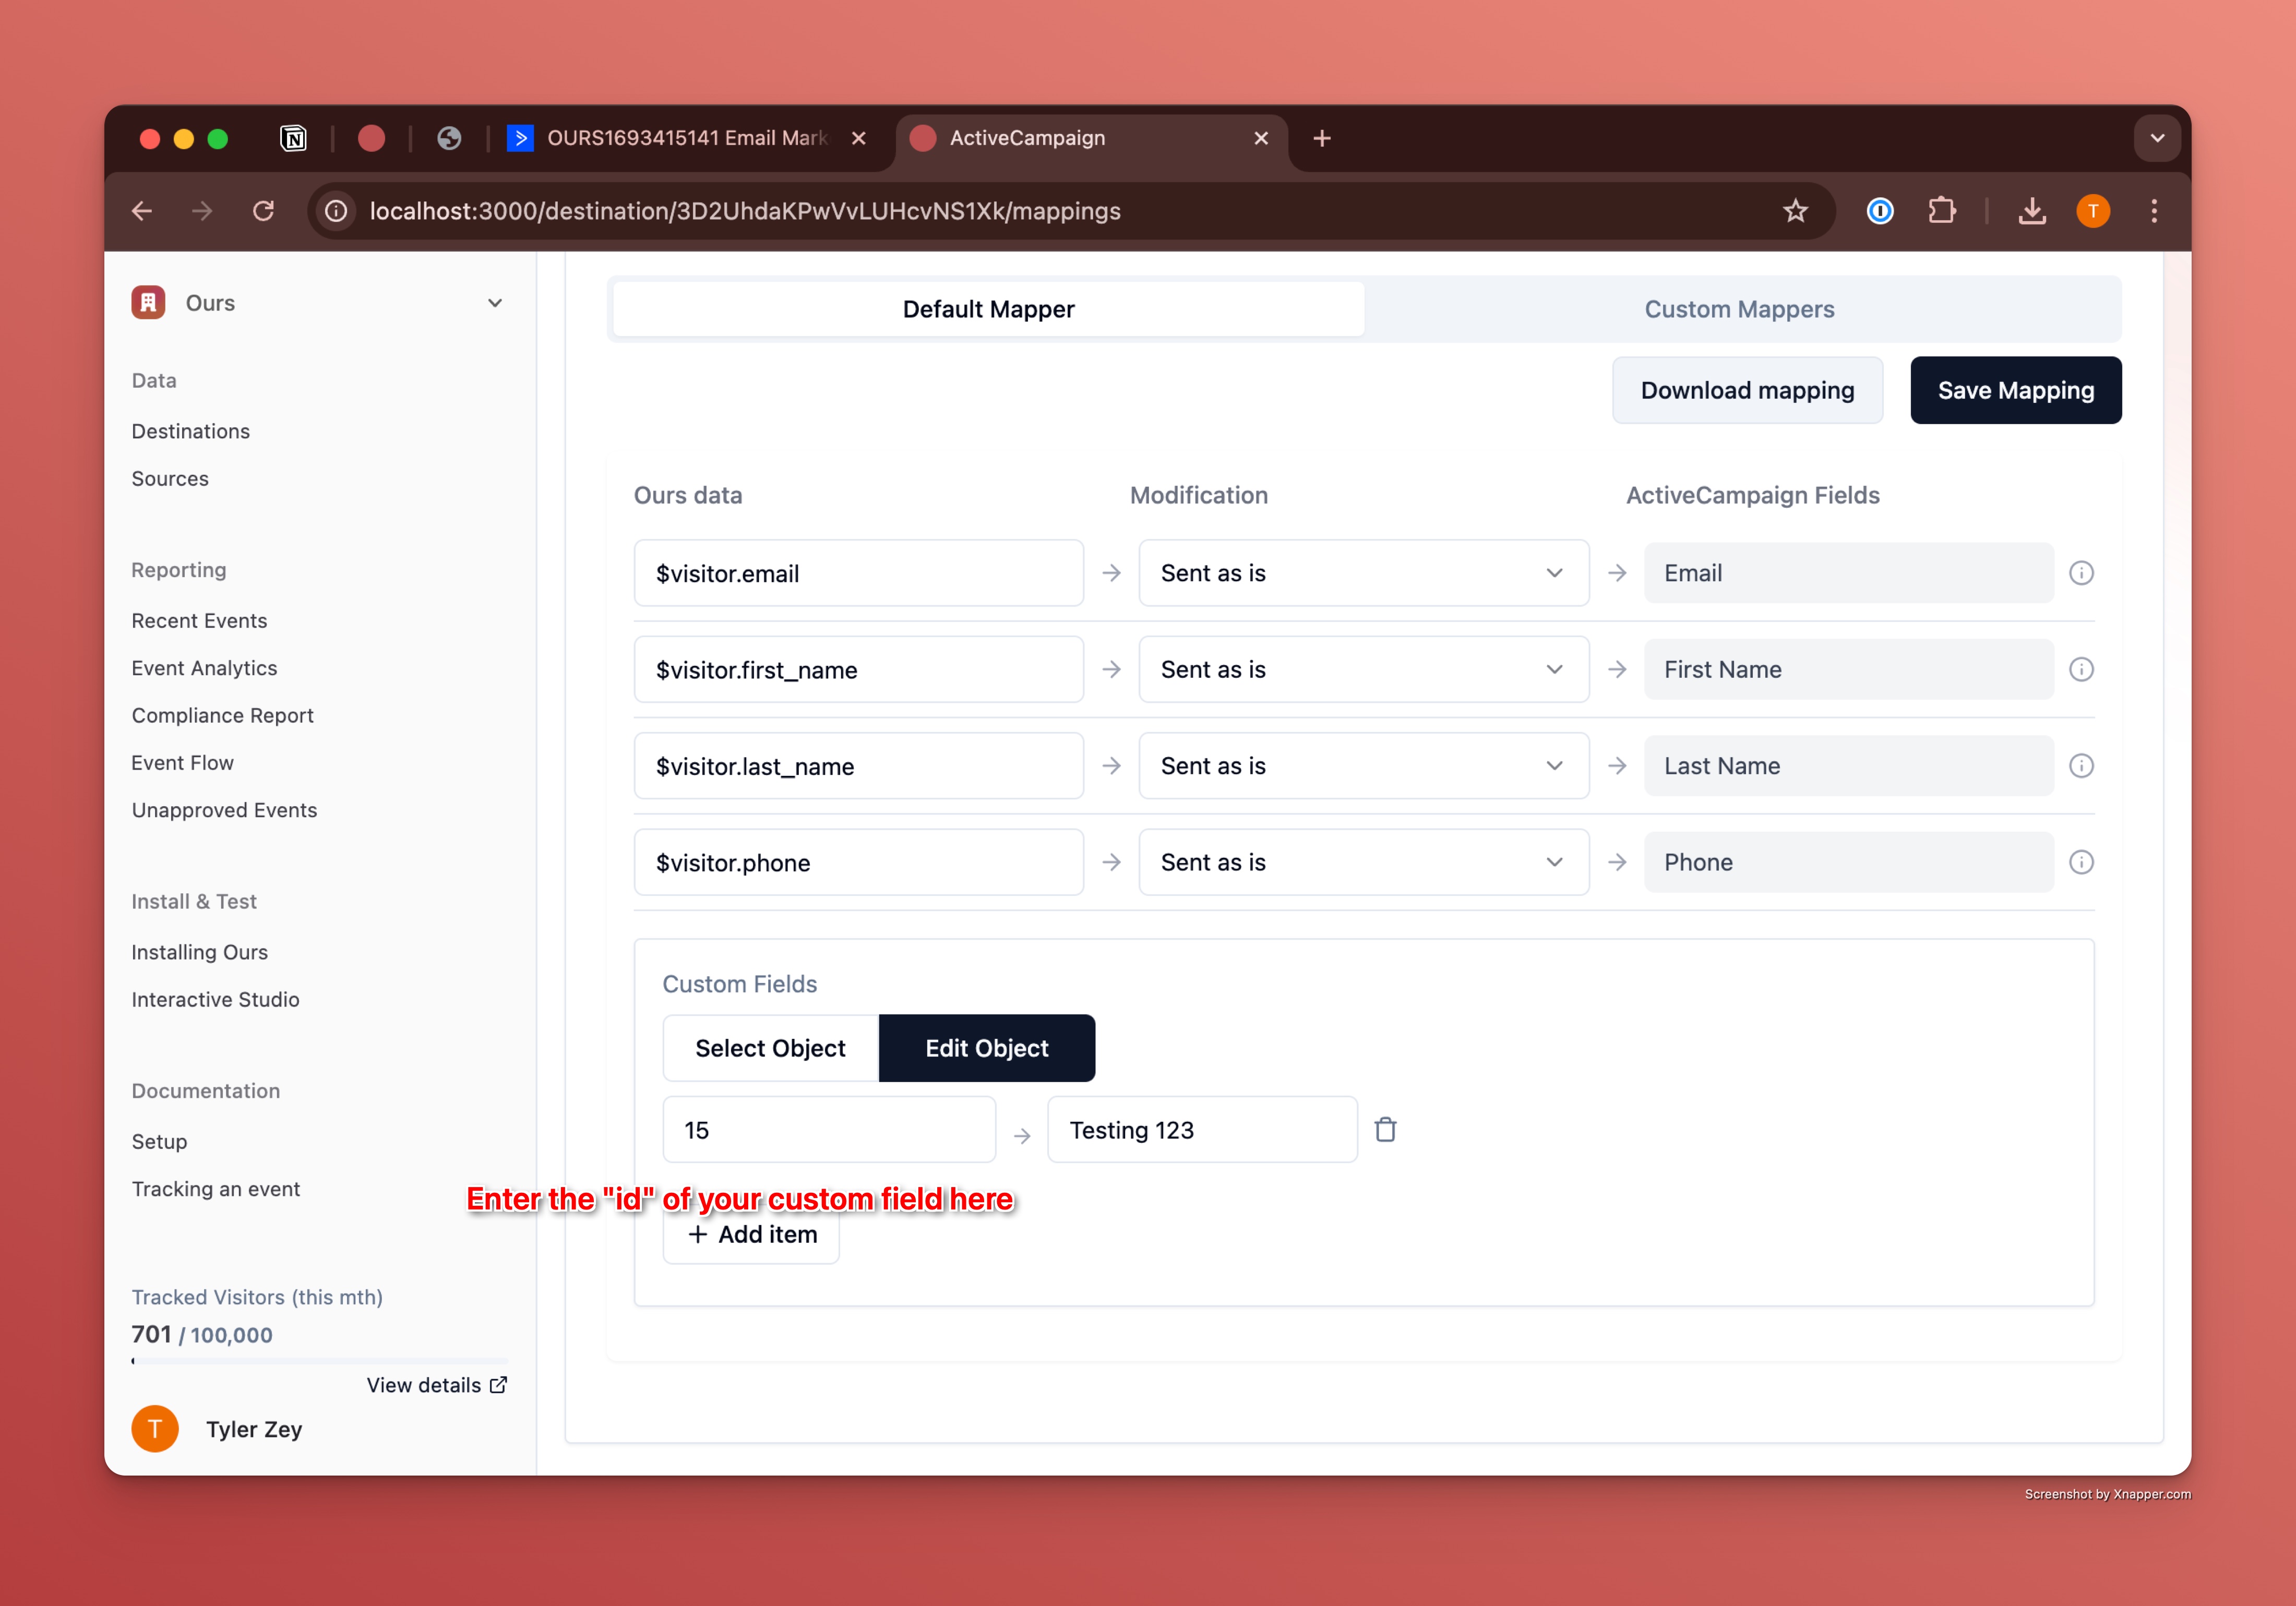 OURS1693415141 Email Mark
ActiveCampaign
localhost:3000/destination/3D2UhdaKPwVvLUHcvNS1Xk/mappings
T
Ours
Data
Destinations
Sources
Reporting
Recent Events
Event Analytics
Compliance Report
Event Flow
Unapproved Events
Install & Test
Installing Ours
Interactive Studio
Documentation
Setup
Tracking an event
Tracked Visitors (this mth)
701 / 100,000
View details
T
Tyler Zey
Default Mapper
Custom Mappers
Download mapping
Save Mapping
Ours data
Modification
ActiveCampaign Fields
$visitor.email
Sent as is
Email
$visitor.first_name
Sent as is
First Name
$visitor.last_name
Sent as is
Last Name
$visitor.phone
Sent as is
Phone
Custom Fields
Select Object
Edit Object
15
Testing 123
Enter the "id" of your custom field here
+ Add item
Screenshot by Xnapper.com